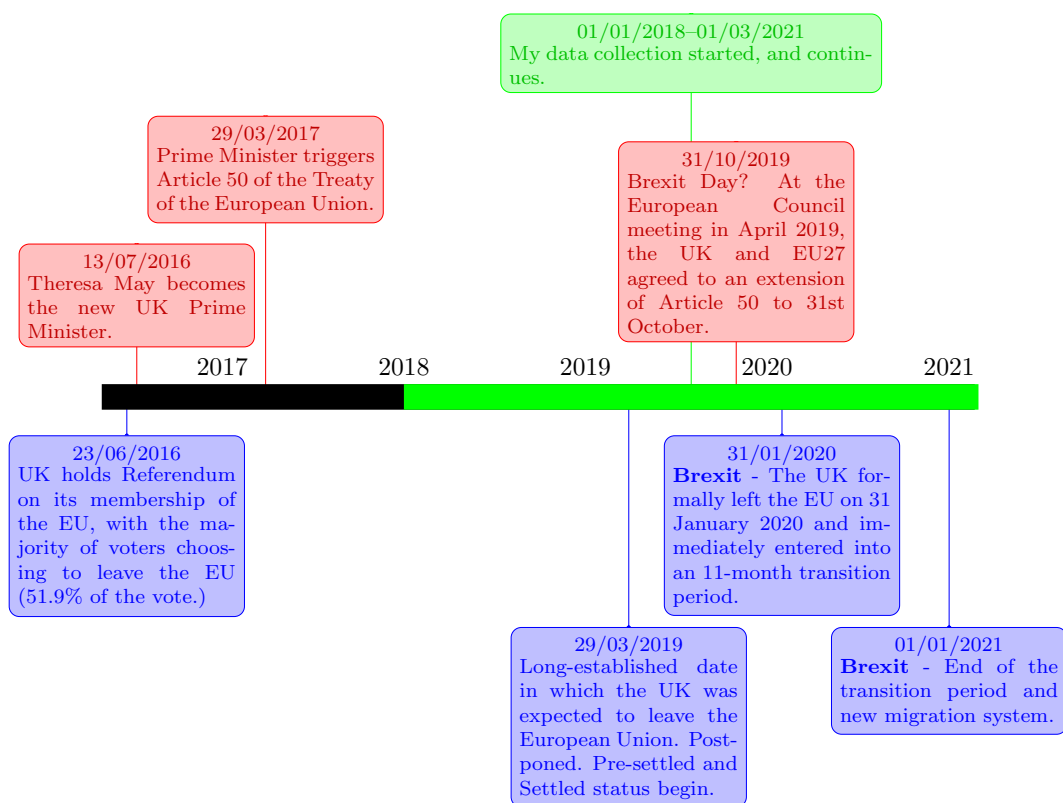 01/01/2018–01/03/2021
My data collection started, and contin-
ues.
29/03/2017
Prime Minister triggers
Article 50 of the Treaty
of the European Union.
31/10/2019
Brexit Day? At the
European Council
meeting in April 2019,
the UK and EU27
agreed to an extension
of Article 50 to 31st
October.
13/07/2016
Theresa May becomes
the new UK Prime
Minister.
2017 2018 2019 2020 2021
23/06/2016
UK holds Referendum
on its membership of
the EU, with the ma-
jority of voters choos-
ing to leave the EU
(51.9% of the vote.)
31/01/2020
Brexit - The UK for-
mally left the EU on 31
January 2020 and im-
mediately entered into
an 11-month transition
period.
29/03/2019
Long-established date
in which the UK was
expected to leave the
European Union. Post-
poned. Pre-settled and
Settled status begin.
01/01/2021
Brexit - End of the
transition period and
new migration system.